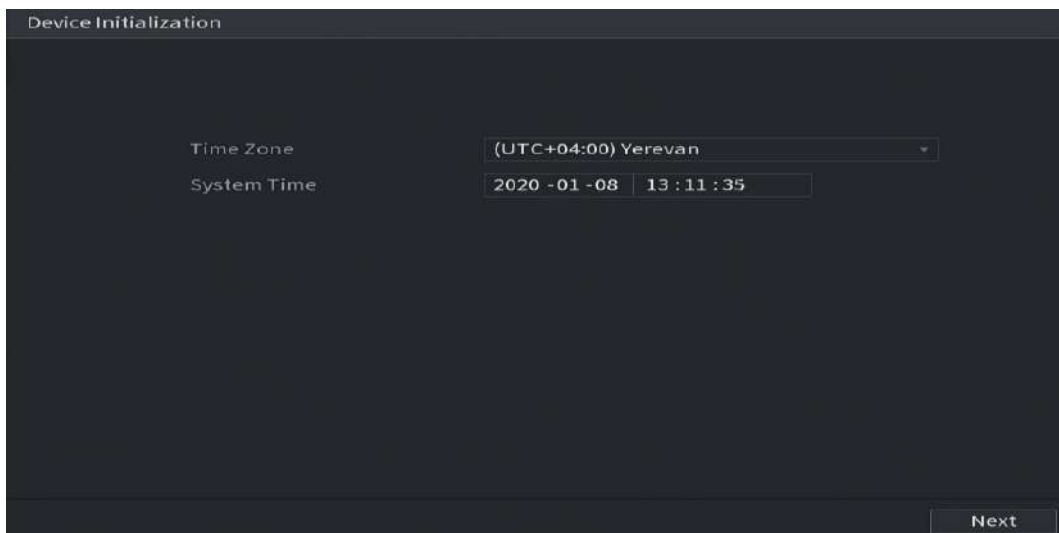 Device Initialization
Time Zone (UTC+04:00) Yerevan
System Time 2020 -01 -08 13 : 11 : 35
Next